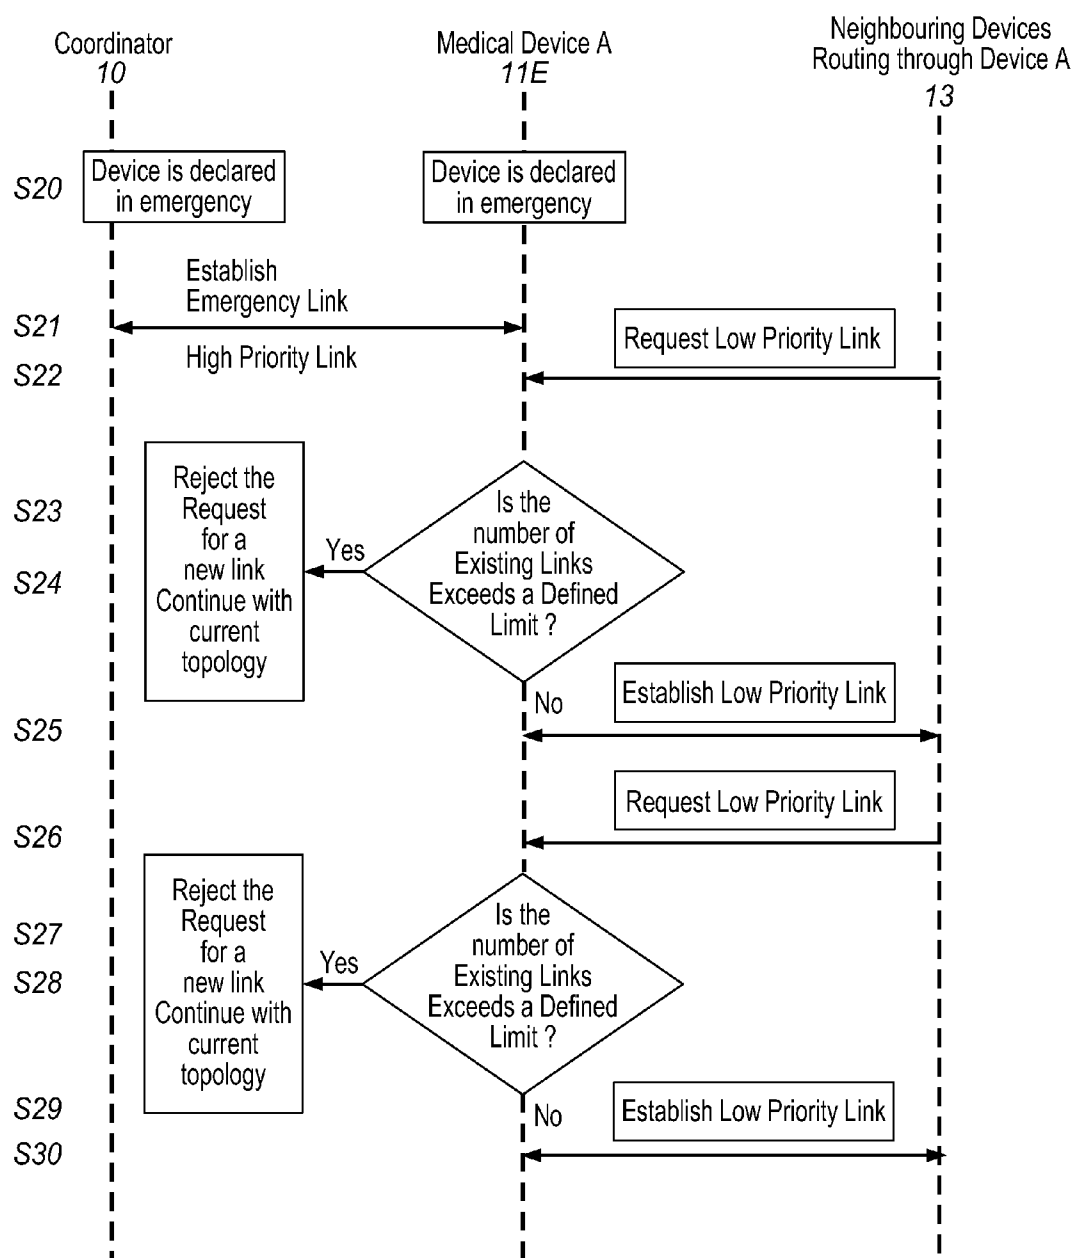 Coordinator
10
Medical Device A
11E
Neighbouring Devices
Routing through Device A
13
S20
Device is declared
in emergency
Device is declared
in emergency
Establish
Emergency Link
S21
High Priority Link
Request Low Priority Link
S22
Reject the
Request
for a
new link
Continue with
current
topology
Yes
S23
S24
Is the
number of
Existing Links
Exceeds a Defined
Limit ?
No
Establish Low Priority Link
S25
Request Low Priority Link
S26
Reject the
Request
for a
new link
Continue with
current
topology
Yes
S27
S28
Is the
number of
Existing Links
Exceeds a Defined
Limit ?
S29
No
Establish Low Priority Link
S30